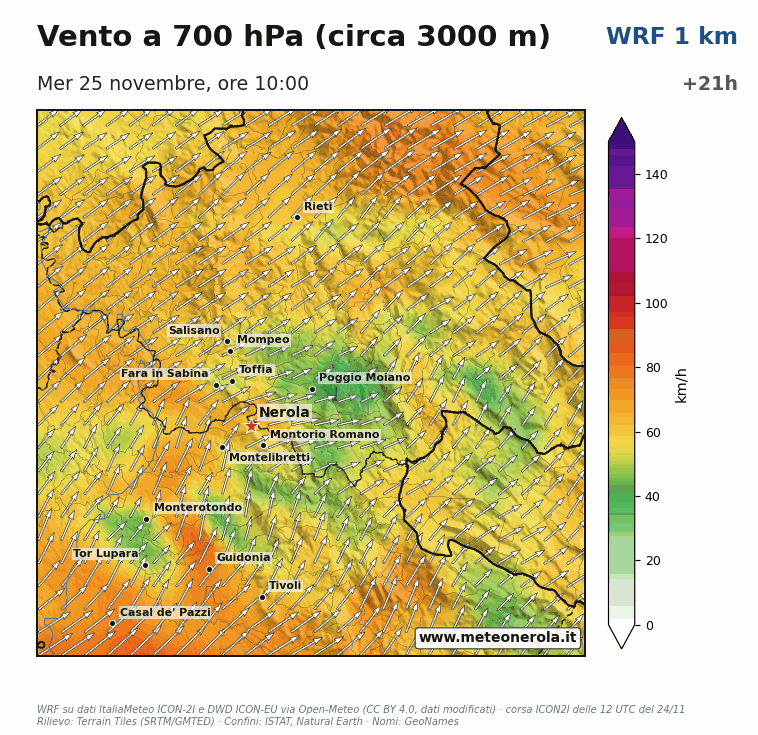 Vento a 700 hPa (circa 3000 m)
WRF 1 km
Mer 25 novembre, ore 10:00
+21h
Rieti
Salisano
Mompeo
Fara in Sabina
Toffia
Poggio Moiano
Nerola
Montorio Romano
Montelibretti
Monterotondo
Tor Lupara
Guidonia
Tivoli
Casal de' Pazzi
www.meteonerola.it
140
120
100
80
60
40
20
0
km/h
WRF su dati ItaliaMeteo ICON-2I e DWD ICON-EU via Open-Meteo (CC BY 4.0, dati modificati) · corsa ICON2I delle 12 UTC del 24/11
Rilievo: Terrain Tiles (SRTM/GMTED) · Confini: ISTAT, Natural Earth · Nomi: GeoNames